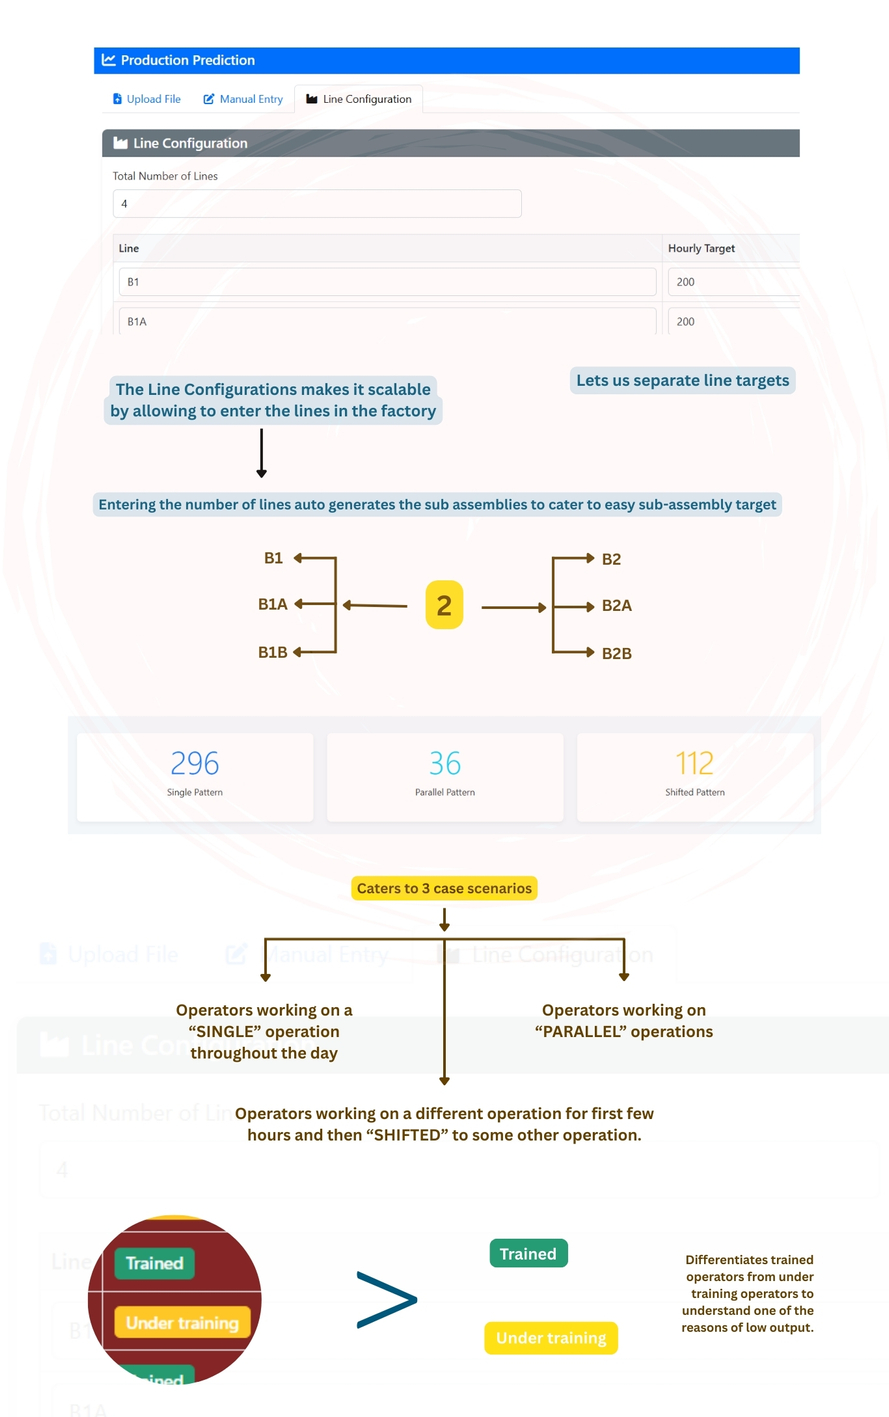 Production Prediction
Upload File
Manual Entry
Line Configuration
Line Configuration
Total Number of Lines
4
Line
Hourly Target
B1
200
B1A
200
The Line Configurations makes it scalable
by allowing to enter the lines in the factory
Lets us separate line targets
Entering the number of lines auto generates the sub assemblies to cater to easy sub-assembly target
B1
B1A
B1B
2
B2
B2A
B2B
296
Single Pattern
36
Parallel Pattern
112
Shifted Pattern
Caters to 3 case scenarios
Upload File
Manual Entry
Line Configuration
Operators working on a
“SINGLE” operation
throughout the day
Operators working on
“PARALLEL” operations
Line Con
Total Number of Lin
Operators working on a different operation for first few
hours and then “SHIFTED” to some other operation.
4
Line
Trained
Under training
ained
B1
>
Trained
Under training
Differentiates trained
operators from under
training operators to
understand one of the
reasons of low output.
B1A